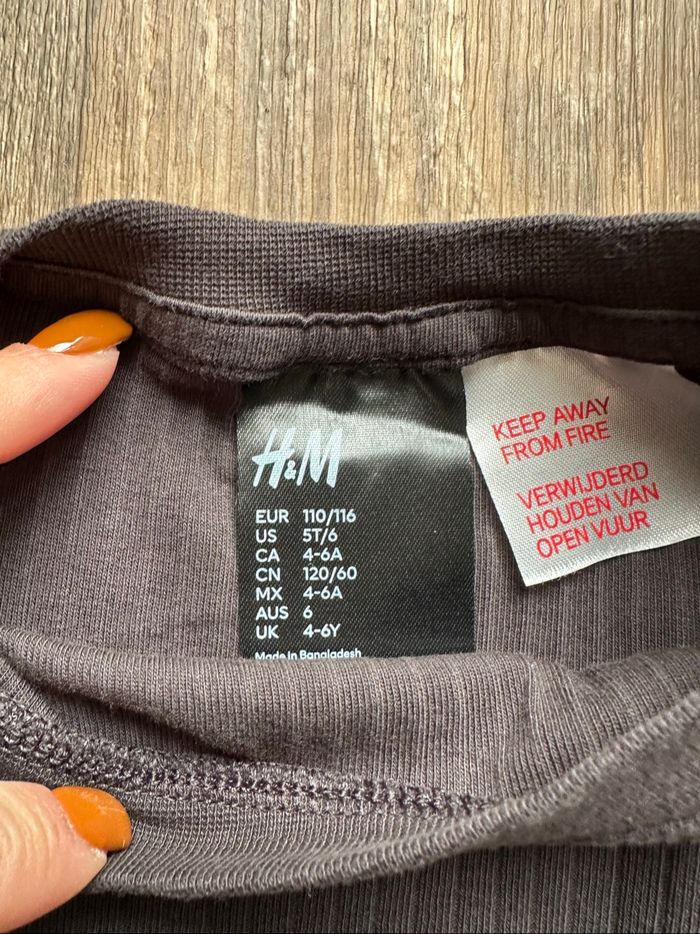 H&M
EUR 110/116
US 5T/6
CA 4-6A
CN 120/60
MX 4-6A
AUS 6
UK 4-6Y
Made in Bangladesh
KEEP AWAY
FROM FIRE
VERWIJDERD
HOUDEN VAN
OPEN VUUR